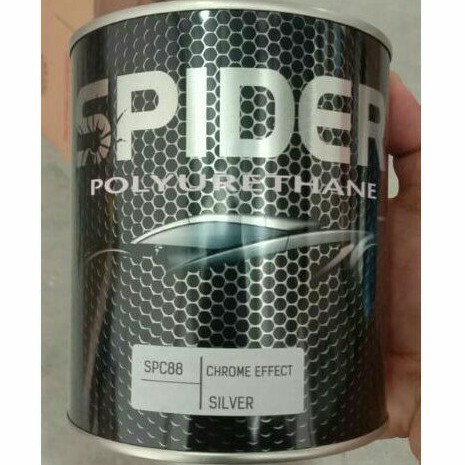 SPIDER
POLYURETHANE
SPC88
CHROME EFFECT
SILVER